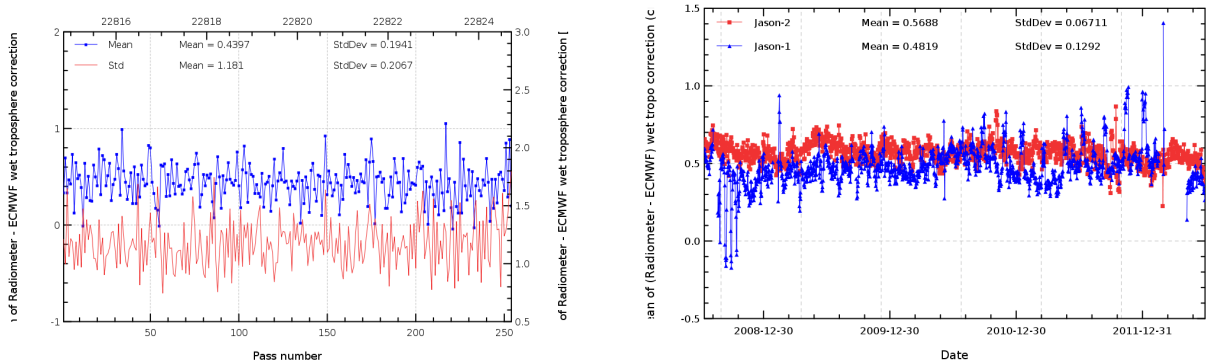 22816 22818 22820 22822 22824
2 3.0
Mean Mean = 0.4397 StdDev = 0.1941
Std Mean = 1.181 StdDev = 0.2067
2.5
1 2.0
of Radiometer - ECMWF wet troposphere correction
of Radiometer - ECMWF wet troposphere correction [
0 1.5
1.0
-1 0.5
50 100 150 200 250
Pass number
1.5
Jason-2 Mean = 0.5688 StdDev = 0.06711
Jason-1 Mean = 0.4819 StdDev = 0.1292
1.0
of (Radiometer - ECMWF) wet tropo correction (c
0.5
0.0
-0.5
2008-12-30 2009-12-30 2010-12-30 2011-12-31
Date